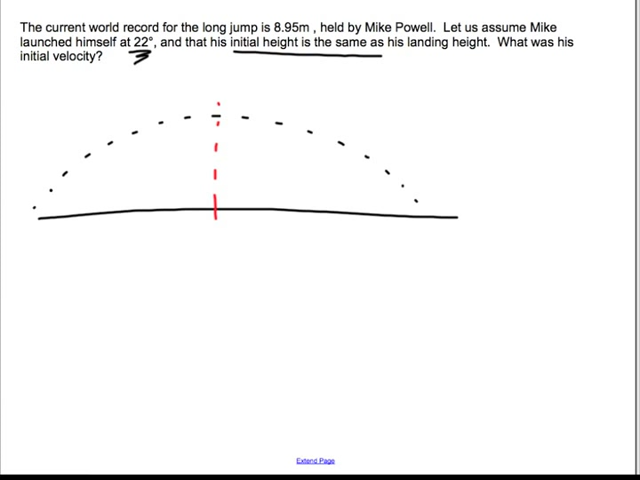 The current world record for the long jump is 8.95m , held by Mike Powell. Let us assume Mike
launched himself at 22°, and that his initial height is the same as his landing height. What was his
initial velocity?
Extend Page